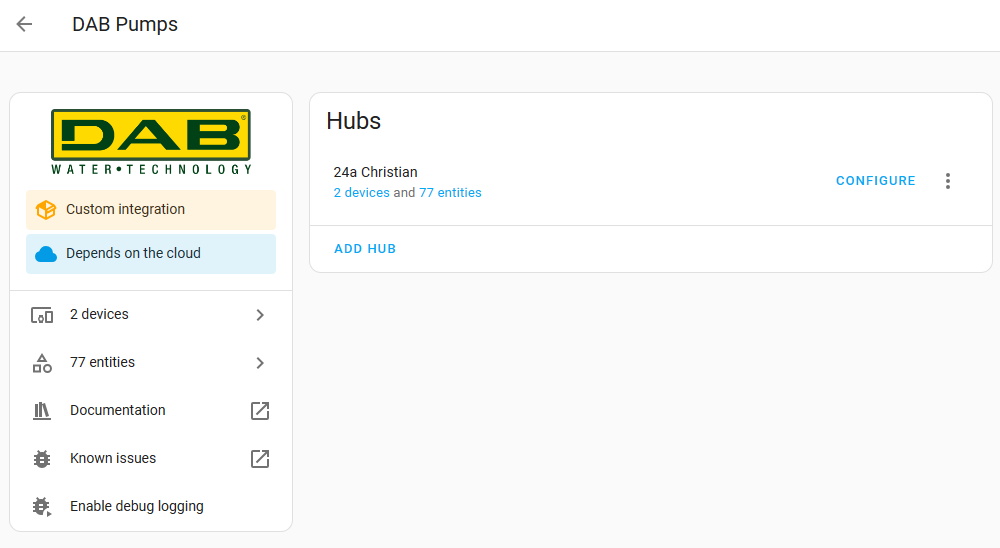 DAB Pumps
DAB
®
WATER•TECHNOLOGY
Custom integration
Depends on the cloud
2 devices
77 entities
Documentation
Known issues
Enable debug logging
Hubs
24a Christian
2 devices and 77 entities
CONFIGURE
ADD HUB